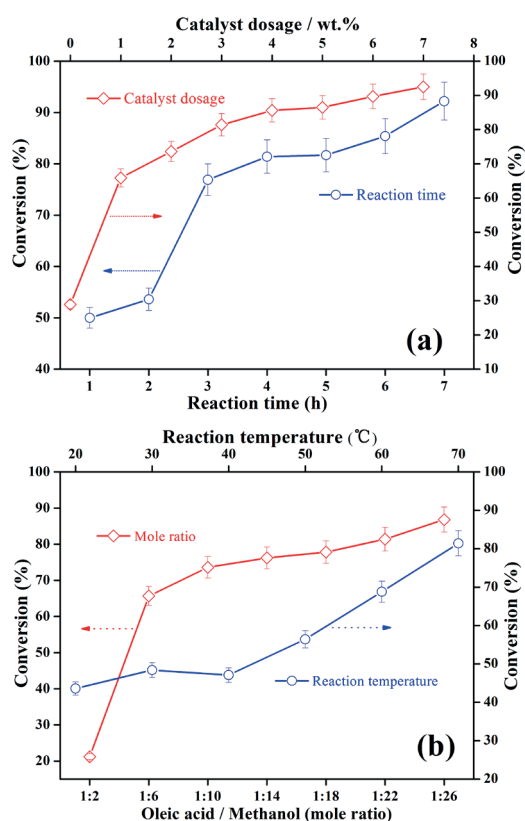 Catalyst dosage / wt.%
0 1 2 3 4 5 6 7 8
100 100
90 90
80 80
70 70
60 60
50 50
40 40
30
20
10
Conversion (%)
Conversion (%)
Catalyst dosage
Reaction time
(a)
1 2 3 4 5 6 7
Reaction time (h)
Reaction temperature (℃)
20 30 40 50 60 70
100 100
90 90
80 80
70 70
60 60
50 50
40 40
30 30
20 20
Conversion (%)
Conversion (%)
Mole ratio
Reaction temperature
(b)
1:2 1:6 1:10 1:14 1:18 1:22 1:26
Oleic acid / Methanol (mole ratio)